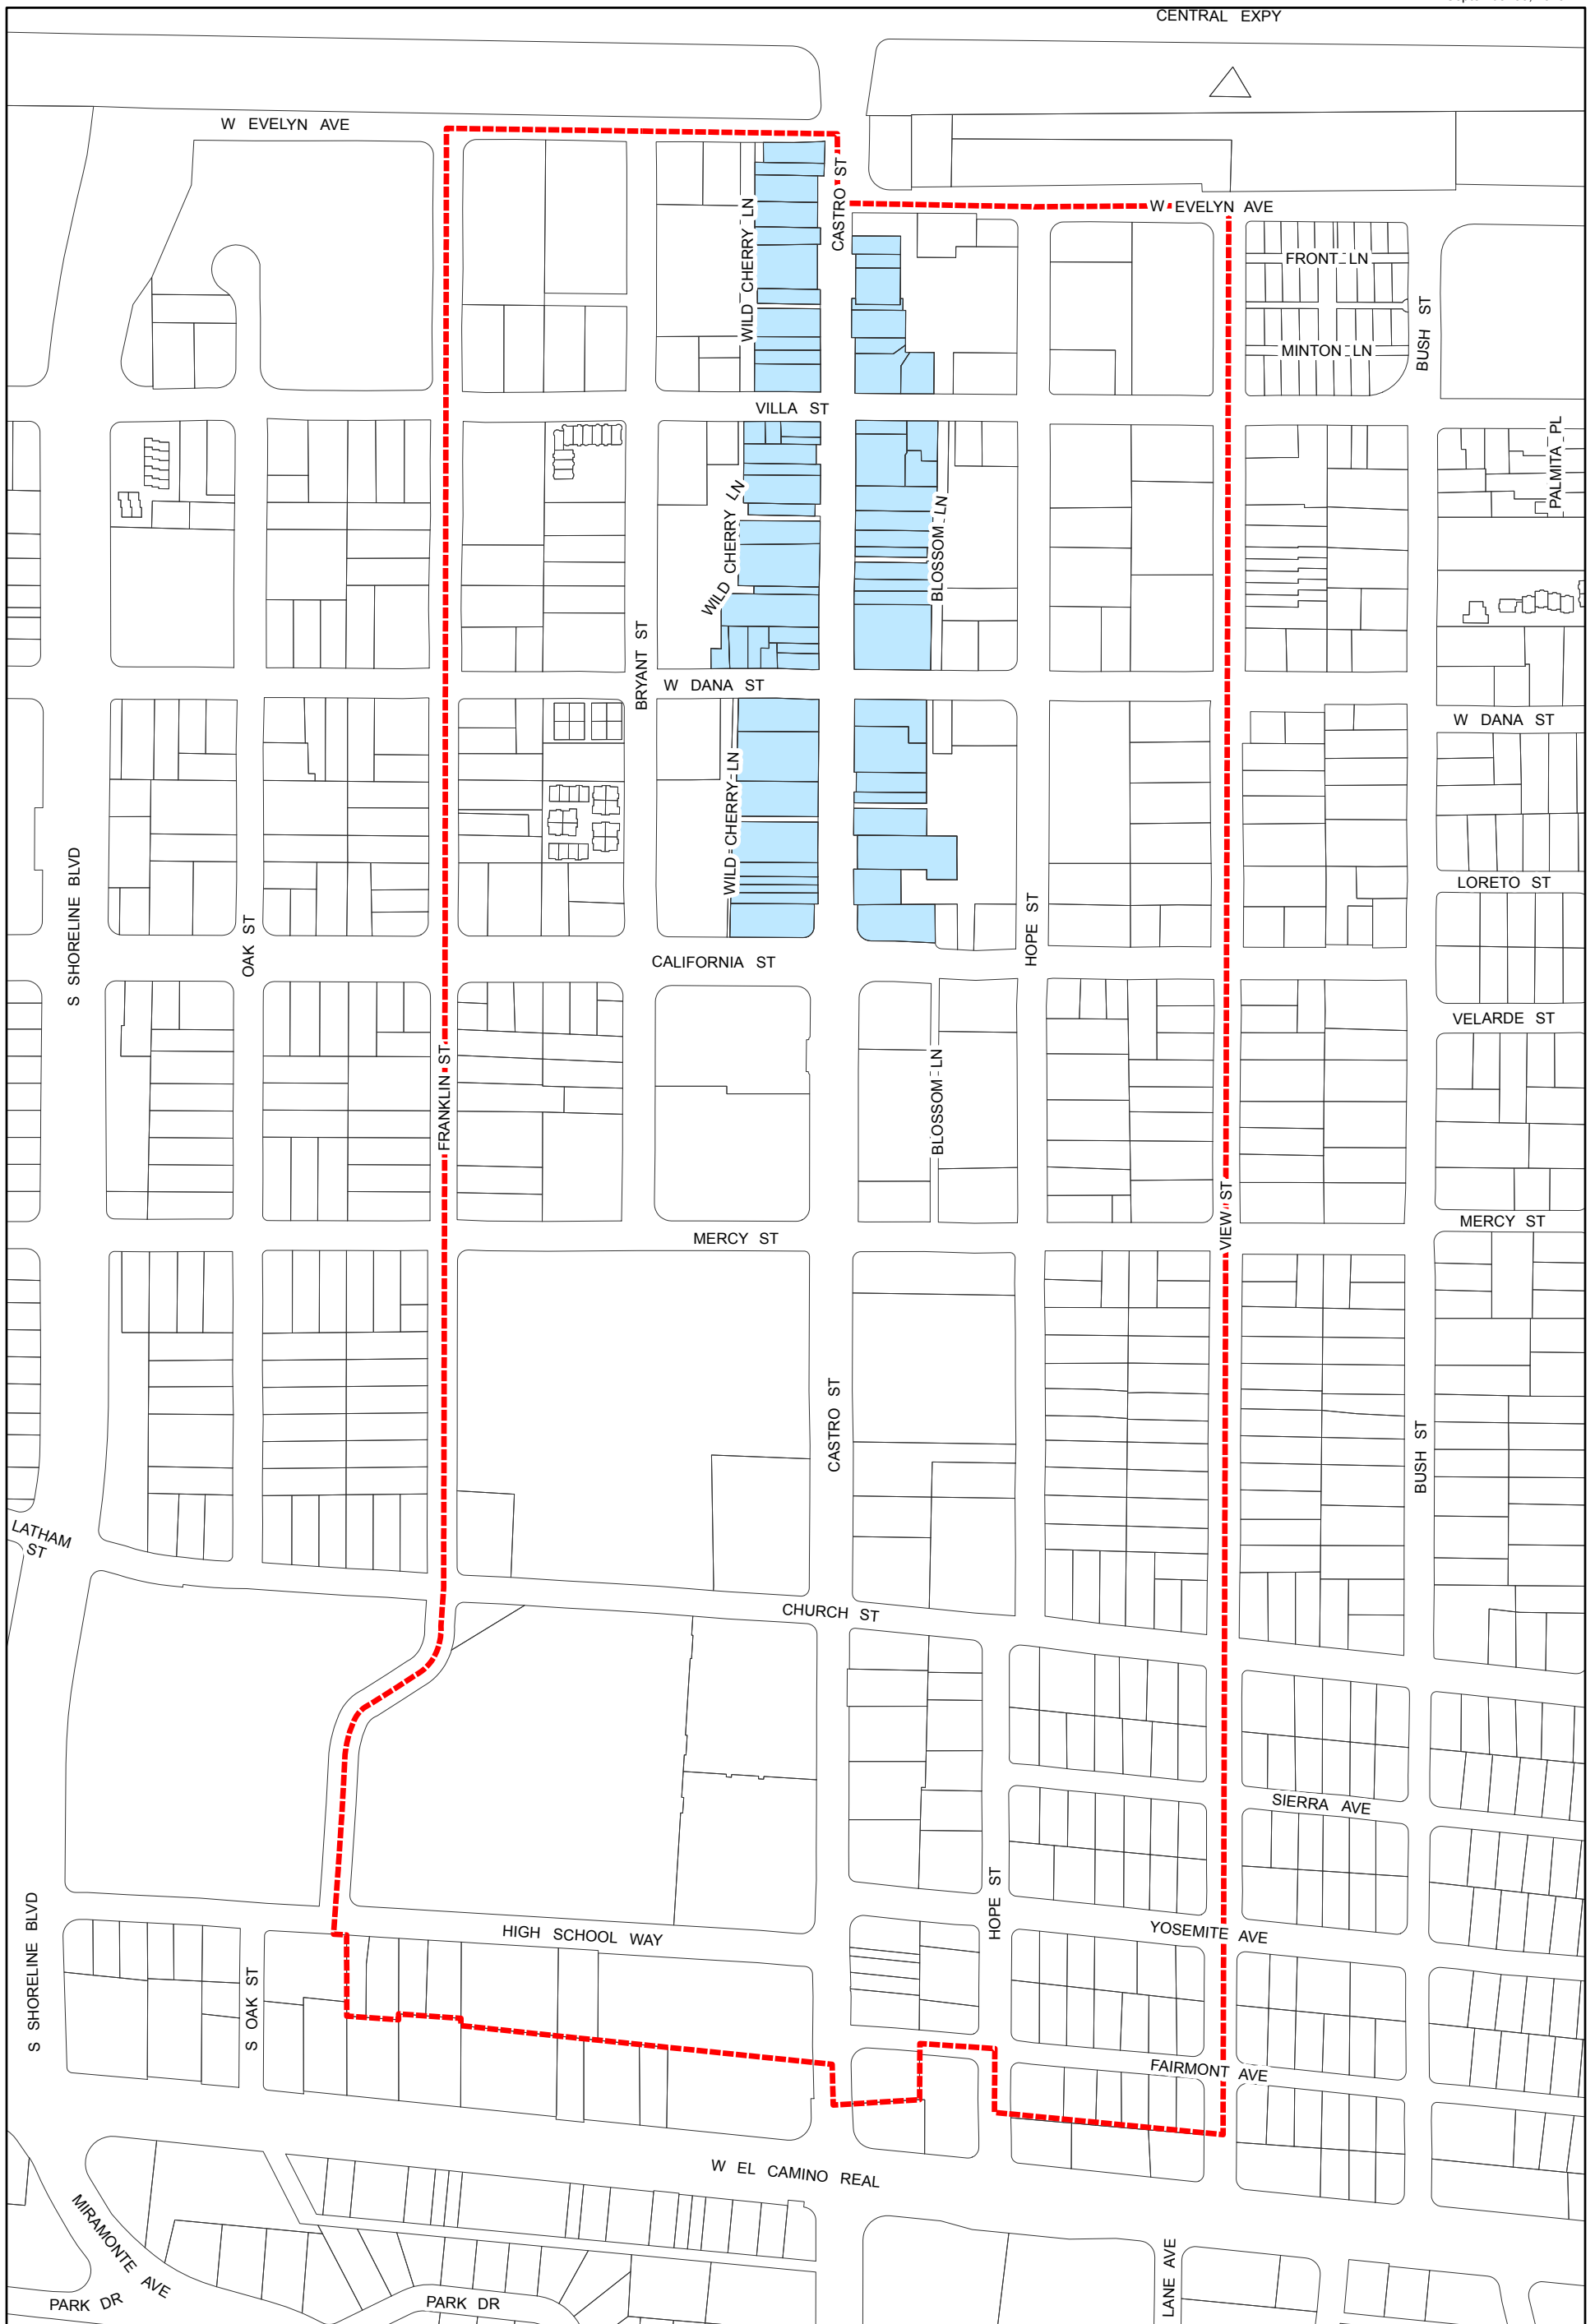 CENTRAL EXPY
W EVELYN AVE
CASTRO ST
W EVELYN AVE
WILD CHERRY LN
FRONT LN
BUSH ST
MINTON LN
VILLA ST
PALMITA PL
WILD CHERRY LN
BLOSSOM LN
BRYANT ST
W DANA ST
W DANA ST
WILD CHERRY LN
S SHORELINE BLVD
LORETO ST
OAK ST
HOPE ST
CALIFORNIA ST
VELARDE ST
FRANKLIN ST
BLOSSOM LN
VIEW ST
MERCY ST
MERCY ST
CASTRO ST
BUSH ST
LATHAM
ST
CHURCH ST
SIERRA AVE
S SHORELINE BLVD
HOPE ST
HIGH SCHOOL WAY
YOSEMITE AVE
S OAK ST
FAIRMONT AVE
W EL CAMINO REAL
MIRAMONTE AVE
LANE AVE
PARK DR
PARK DR